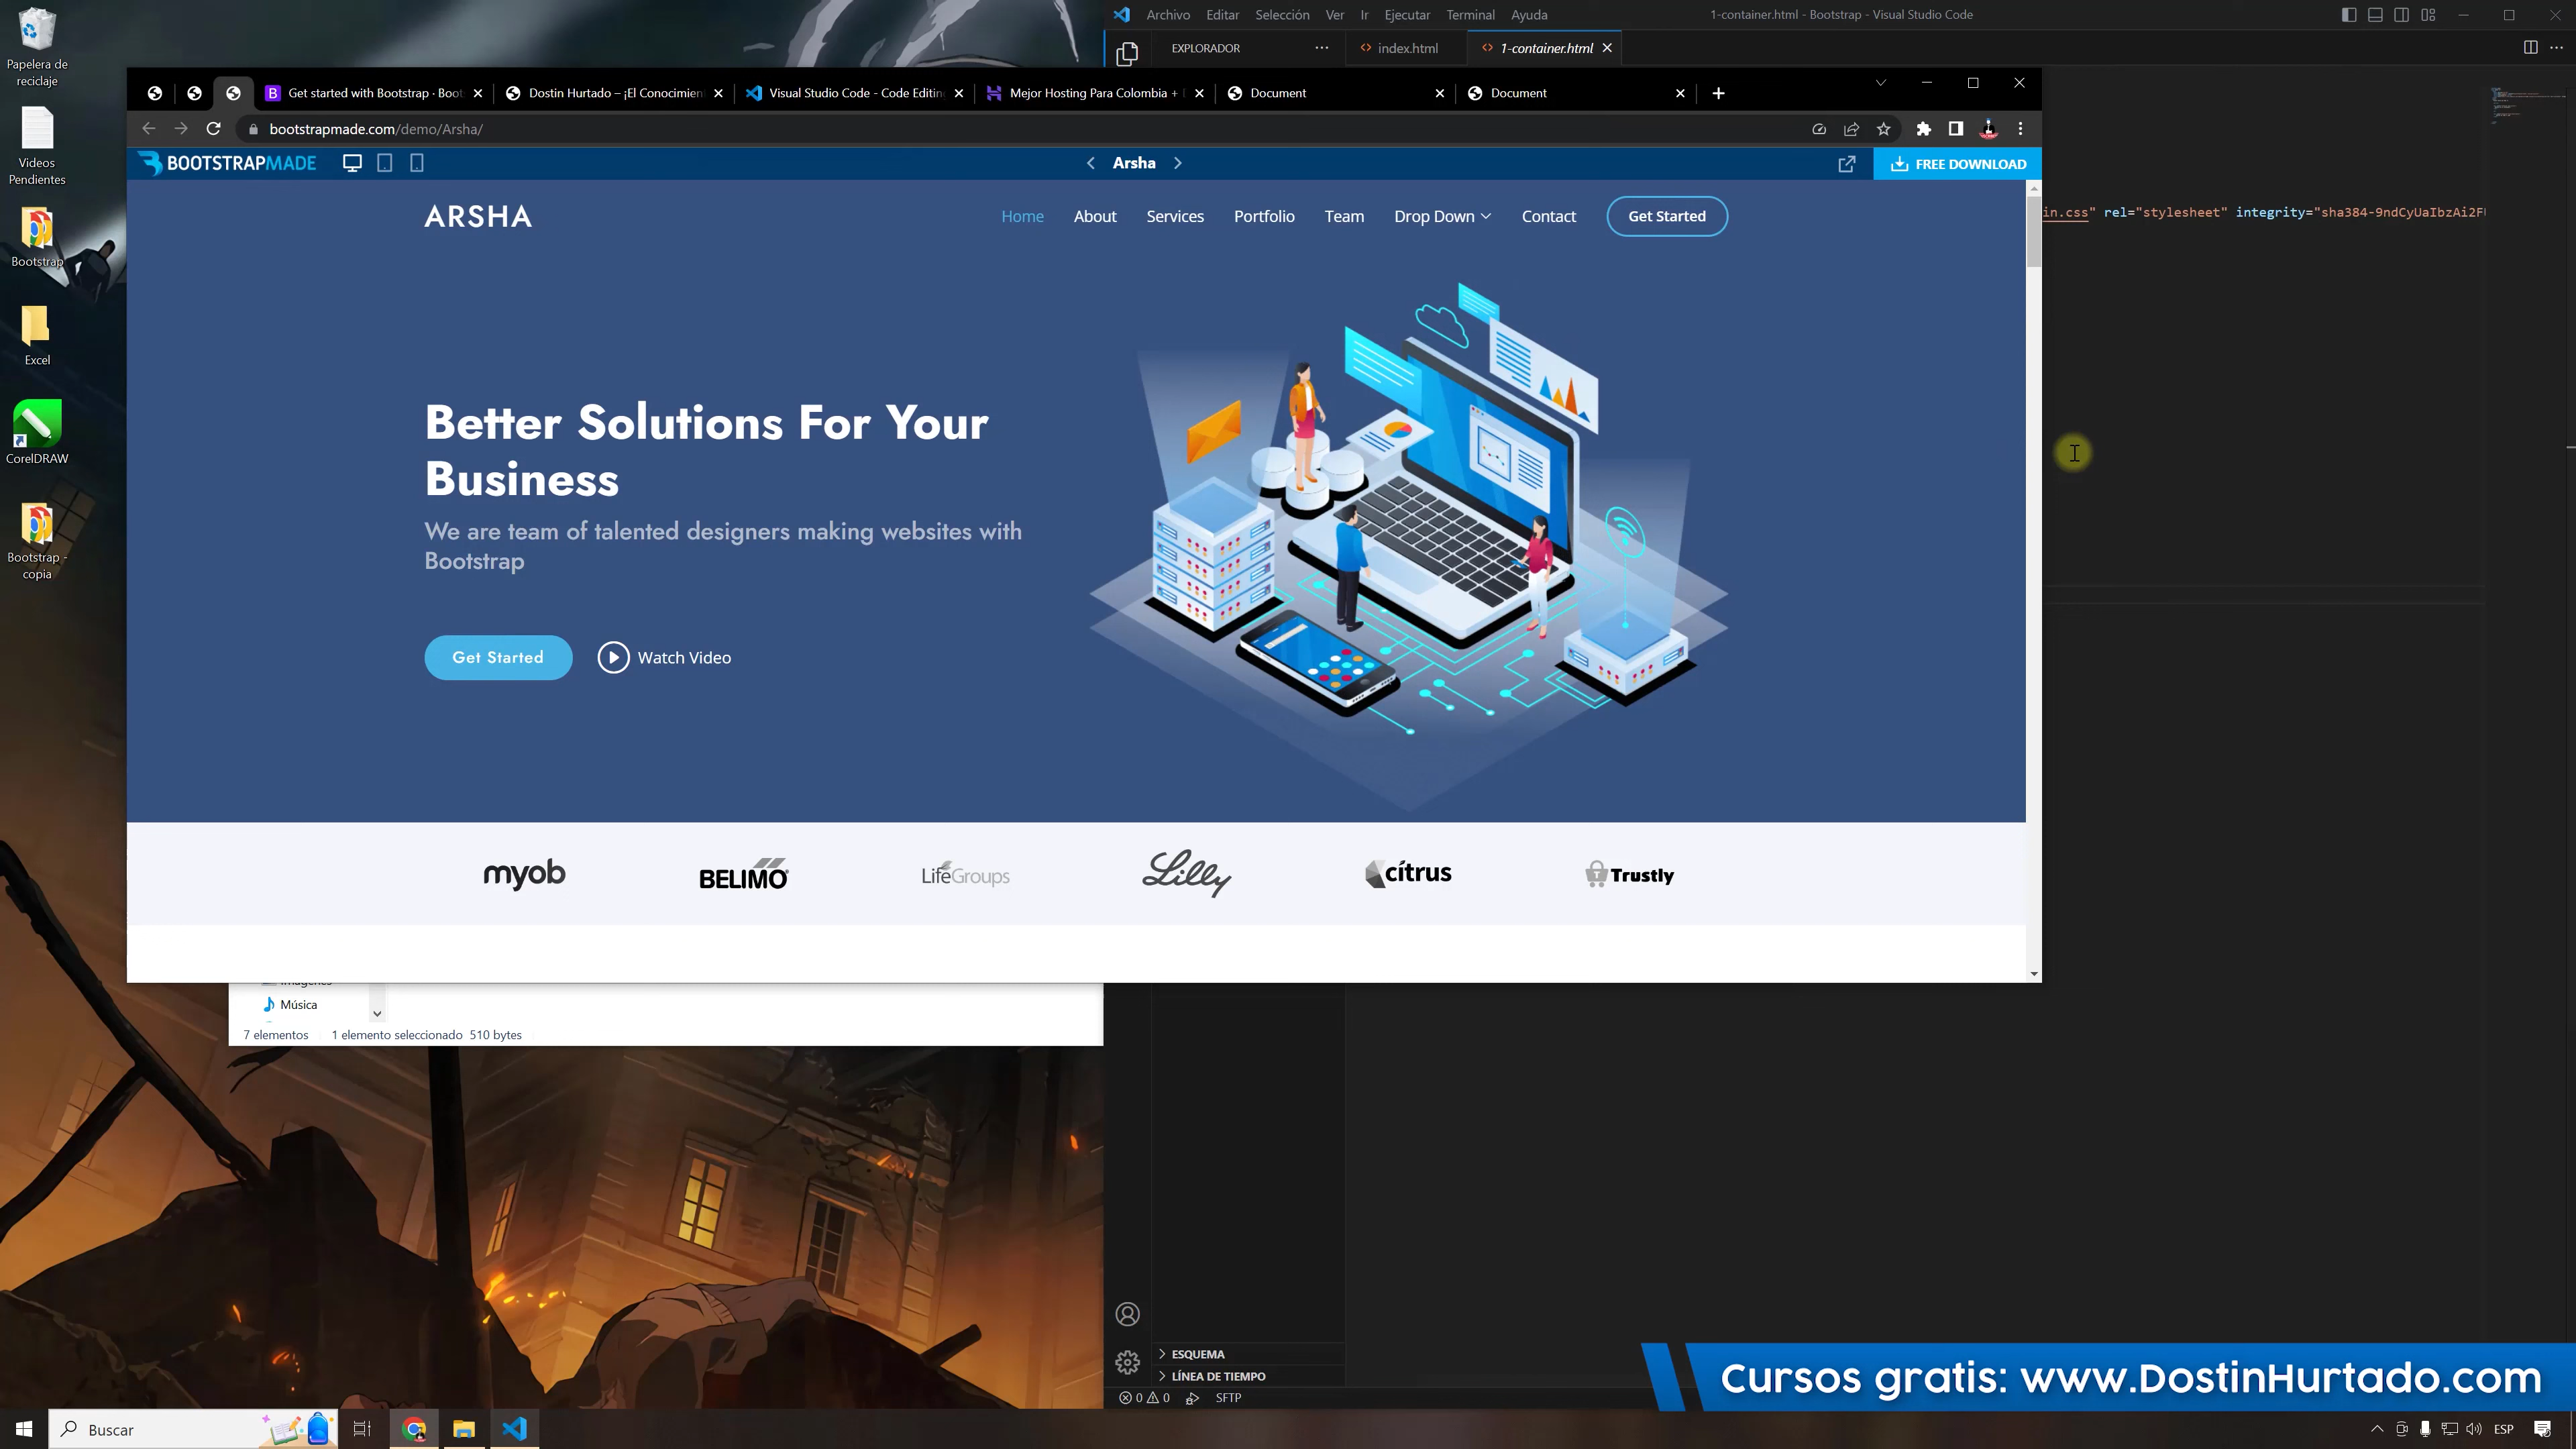 Papelera de
reciclaje
Videos
Pendientes
Bootstrap
Excel
CorelDRAW
Bootstrap -
copia
Archivo Editar Selección Ver Ir Ejecutar Terminal Ayuda
1-container.html - Bootstrap - Visual Studio Code
EXPLORADOR
index.html
1-container.html
Get started with Bootstrap · Boot
Dostin Hurtado – ¡El Conocimien
Visual Studio Code - Code Editing
Mejor Hosting Para Colombia +
Document
Document
bootstrapmade.com/demo/Arsha/
BOOTSTRAPMADE
Arsha
FREE DOWNLOAD
ARSHA
Home About Services Portfolio Team Drop Down Contact Get Started
in.css" rel="stylesheet" integrity="sha384-9ndCyUaIbzAi2FU
Better Solutions For Your
Business
We are team of talented designers making websites with
Bootstrap
Get Started
Watch Video
myob
BELIMO
LifeGroups
Lilly
citrus
Trustly
Imágenes
Música
7 elementos 1 elemento seleccionado 510 bytes
ESQUEMA
LÍNEA DE TIEMPO
0 0 SFTP
Cursos gratis: www.DostinHurtado.com
Buscar
ESP